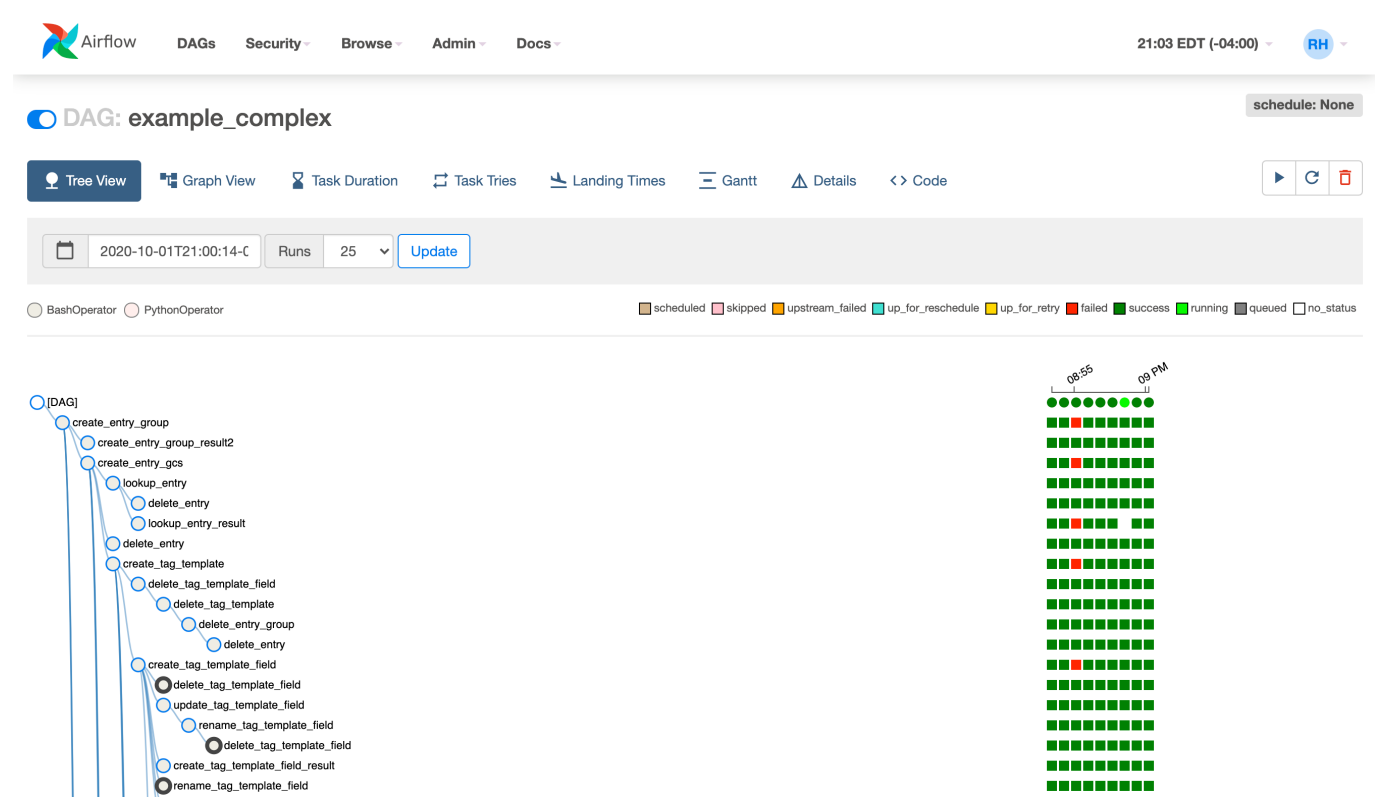 Airflow DAGs Security Browse Admin Docs 21:03 EDT (-04:00) RH
DAG: example_complex schedule: None
Tree View Graph View Task Duration Task Tries Landing Times Gantt Details Code
2020-10-01T21:00:14-0 Runs 25 Update
BashOperator PythonOperator scheduled skipped upstream_failed up_for_reschedule up_for_retry failed success running queued no_status
08:55 09 PM
[DAG]
create_entry_group
create_entry_group_result2
create_entry_gcs
lookup_entry
delete_entry
lookup_entry_result
delete_entry
create_tag_template
delete_tag_template_field
delete_tag_template
delete_entry_group
delete_entry
create_tag_template_field
delete_tag_template_field
update_tag_template_field
rename_tag_template_field
delete_tag_template_field
create_tag_template_field_result
rename_tag_template_field